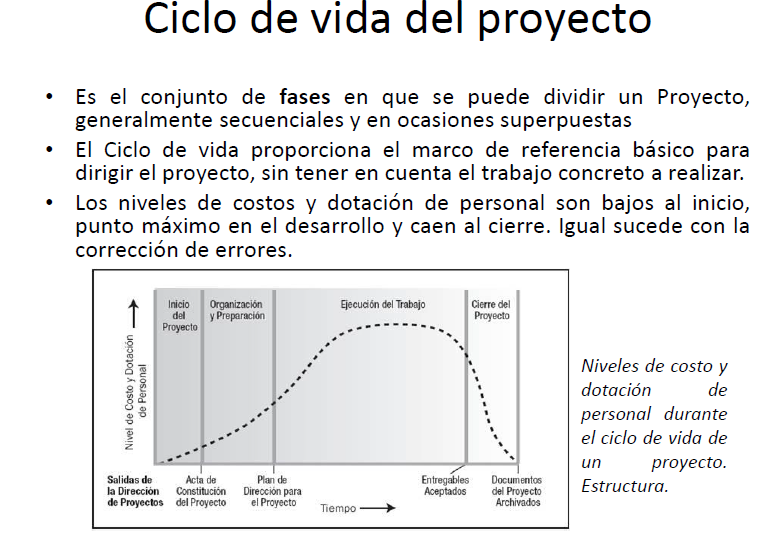 Ciclo de vida del proyecto
• Es el conjunto de fases en que se puede dividir un Proyecto,
generalmente secuenciales y en ocasiones superpuestas
• El Ciclo de vida proporciona el marco de referencia básico para
dirigir el proyecto, sin tener en cuenta el trabajo concreto a realizar.
• Los niveles de costos y dotación de personal son bajos al inicio,
punto máximo en el desarrollo y caen al cierre. Igual sucede con la
corrección de errores.
Inicio
del
Proyecto
Organización
y Preparación
Ejecución del Trabajo
Cierre del
Proyecto
Nivel de Costo y Dotación
de Personal
Salidas de
la Dirección
de Proyectos
Acta de
Constitución
del Proyecto
Plan de
Dirección para
el Proyecto
Tiempo
Entregables
Aceptados
Documentos
del Proyecto
Archivados
Niveles de costo y
dotación de
personal durante
el ciclo de vida de
un proyecto.
Estructura.